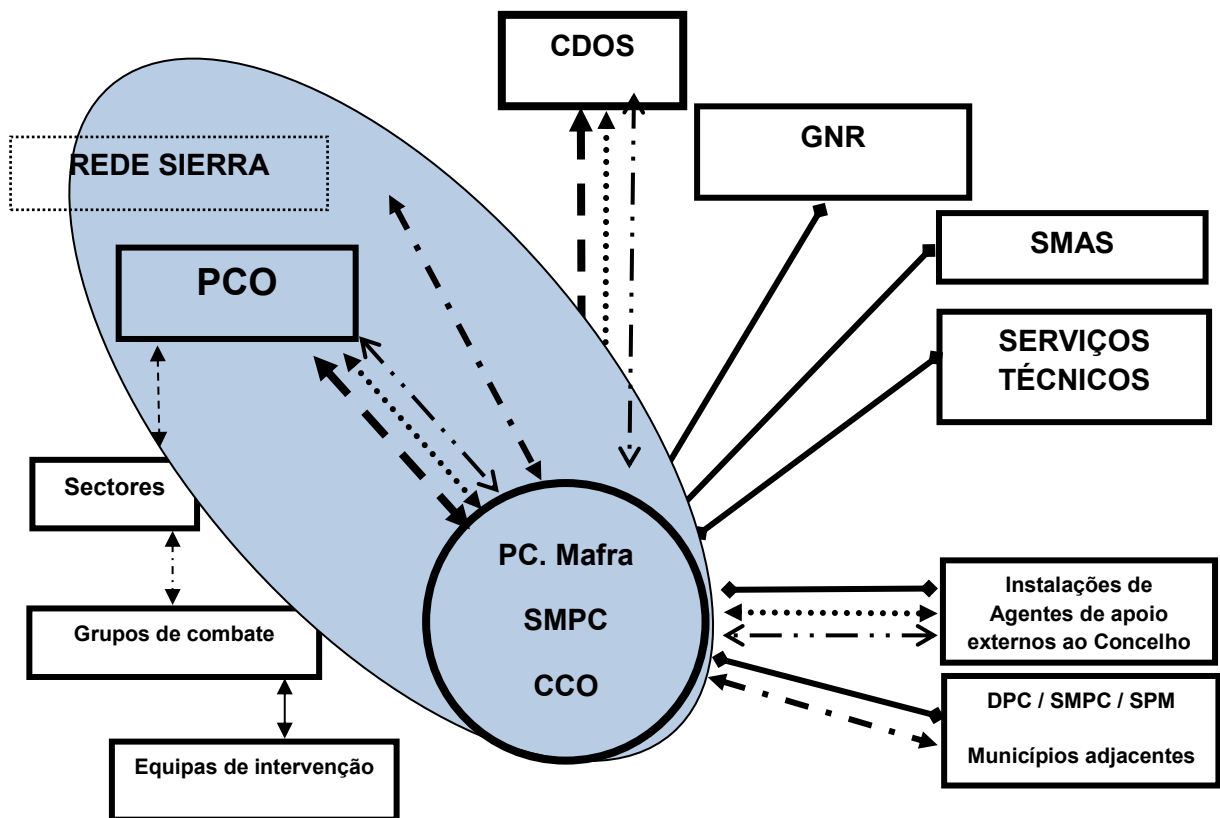 CDOS
GNR
REDE SIERRA
SMAS
PCO
SERVIÇOS
TÉCNICOS
Sectores
PC. Mafra
SMPC
CCO
Instalações de
Agentes de apoio
externos ao Concelho
Grupos de combate
DPC / SMPC / SPM
Municípios adjacentes
Equipas de intervenção